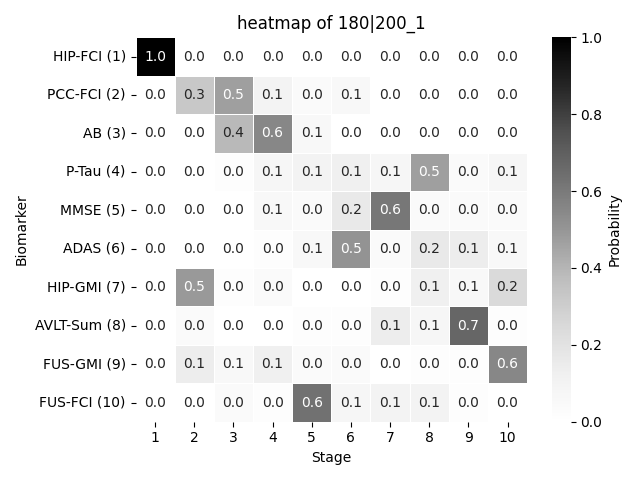 heatmap of 180|200_1
HIP-FCI (1) 1.0 0.0 0.0 0.0 0.0 0.0 0.0 0.0 0.0 0.0
PCC-FCI (2) 0.0 0.3 0.5 0.1 0.0 0.1 0.0 0.0 0.0 0.0
AB (3) 0.0 0.0 0.4 0.6 0.1 0.0 0.0 0.0 0.0 0.0
P-Tau (4) 0.0 0.0 0.0 0.1 0.1 0.1 0.1 0.5 0.0 0.1
MMSE (5) 0.0 0.0 0.0 0.1 0.0 0.2 0.6 0.0 0.0 0.0
ADAS (6) 0.0 0.0 0.0 0.0 0.1 0.5 0.0 0.2 0.1 0.1
HIP-GMI (7) 0.0 0.5 0.0 0.0 0.0 0.0 0.0 0.1 0.1 0.2
AVLT-Sum (8) 0.0 0.0 0.0 0.0 0.0 0.0 0.1 0.1 0.7 0.0
FUS-GMI (9) 0.0 0.1 0.1 0.1 0.0 0.0 0.0 0.0 0.0 0.6
FUS-FCI (10) 0.0 0.0 0.0 0.0 0.6 0.1 0.1 0.1 0.0 0.0
1 2 3 4 5 6 7 8 9 10
Stage
Biomarker
1.0
0.8
0.6
0.4
0.2
0.0
Probability